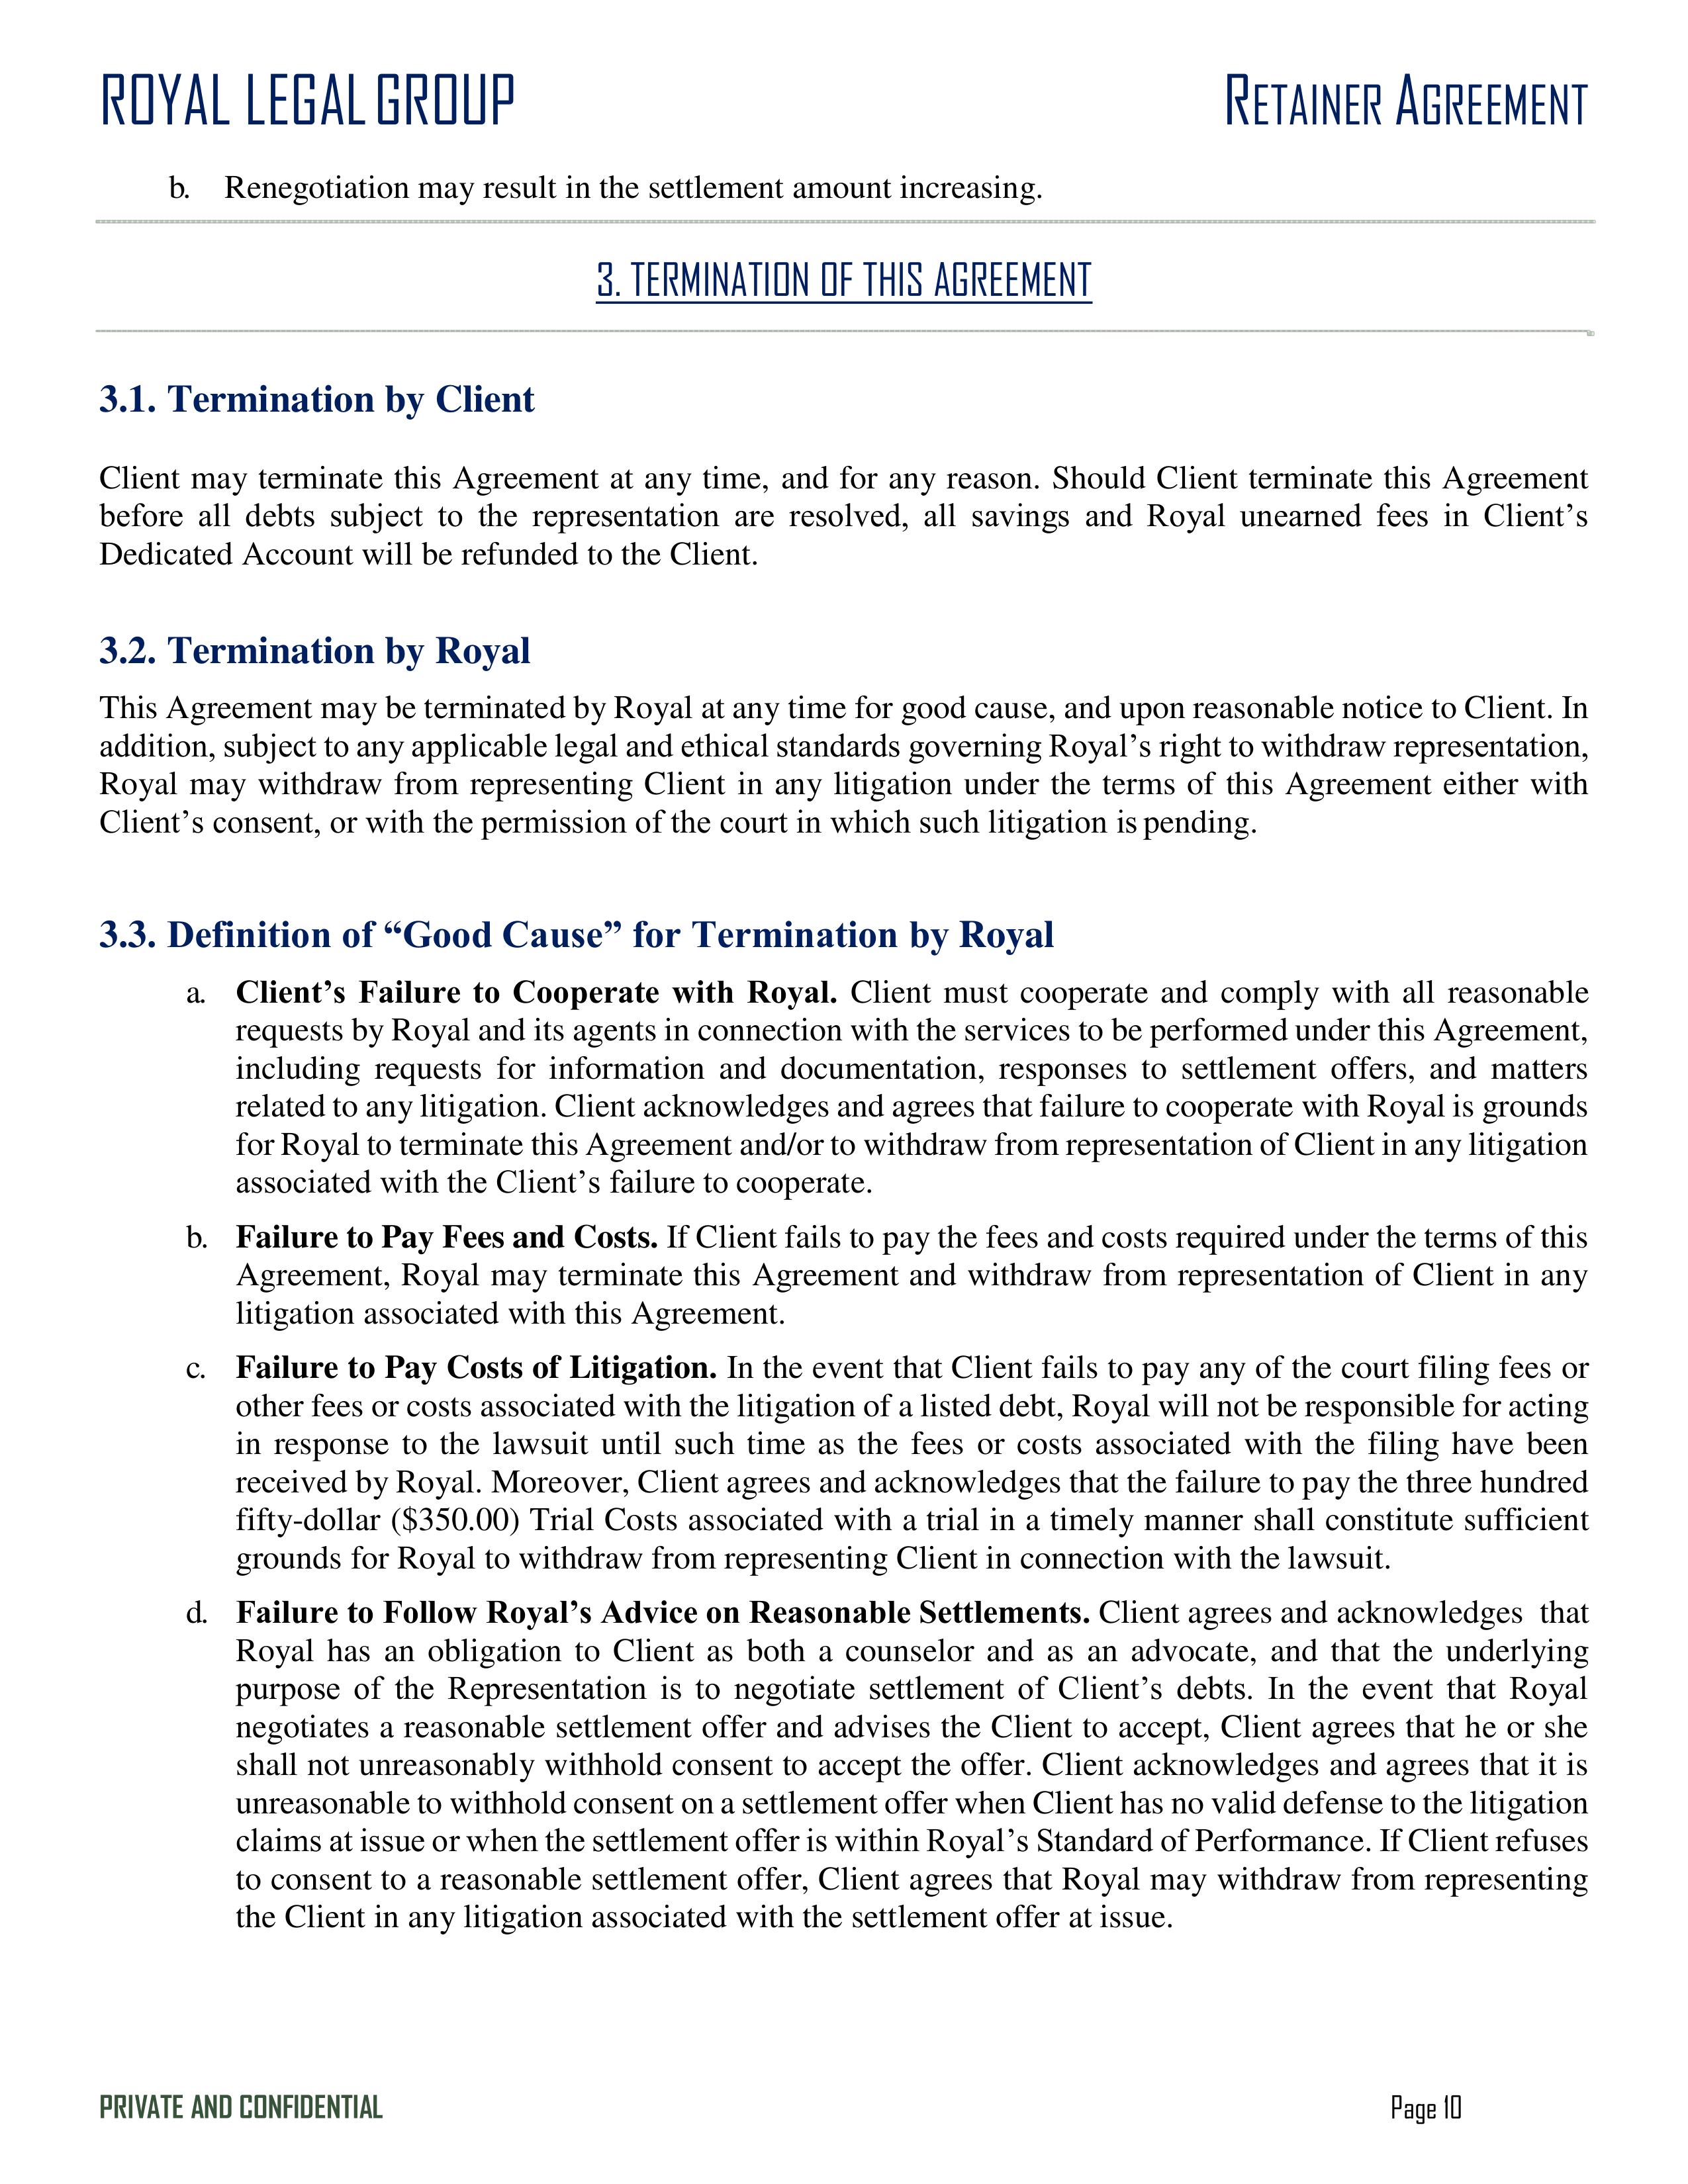 ROYAL LEGAL GROUP RETAINER AGREEMENT
b. Renegotiation may result in the settlement amount increasing.
3. TERMINATION OF THIS AGREEMENT
3.1. Termination by Client
Client may terminate this Agreement at any time, and for any reason. Should Client terminate this Agreement
before all debts subject to the representation are resolved, all savings and Royal unearned fees in Client’s
Dedicated Account will be refunded to the Client.
3.2. Termination by Royal
This Agreement may be terminated by Royal at any time for good cause, and upon reasonable notice to Client. In
addition, subject to any applicable legal and ethical standards governing Royal’s right to withdraw representation,
Royal may withdraw from representing Client in any litigation under the terms of this Agreement either with
Client’s consent, or with the permission of the court in which such litigation is pending.
3.3. Definition of “Good Cause” for Termination by Royal
a. Client’s Failure to Cooperate with Royal. Client must cooperate and comply with all reasonable
requests by Royal and its agents in connection with the services to be performed under this Agreement,
including requests for information and documentation, responses to settlement offers, and matters
related to any litigation. Client acknowledges and agrees that failure to cooperate with Royal is grounds
for Royal to terminate this Agreement and/or to withdraw from representation of Client in any litigation
associated with the Client’s failure to cooperate.
b. Failure to Pay Fees and Costs. If Client fails to pay the fees and costs required under the terms of this
Agreement, Royal may terminate this Agreement and withdraw from representation of Client in any
litigation associated with this Agreement.
c. Failure to Pay Costs of Litigation. In the event that Client fails to pay any of the court filing fees or
other fees or costs associated with the litigation of a listed debt, Royal will not be responsible for acting
in response to the lawsuit until such time as the fees or costs associated with the filing have been
received by Royal. Moreover, Client agrees and acknowledges that the failure to pay the three hundred
fifty-dollar ($350.00) Trial Costs associated with a trial in a timely manner shall constitute sufficient
grounds for Royal to withdraw from representing Client in connection with the lawsuit.
d. Failure to Follow Royal’s Advice on Reasonable Settlements. Client agrees and acknowledges that
Royal has an obligation to Client as both a counselor and as an advocate, and that the underlying
purpose of the Representation is to negotiate settlement of Client’s debts. In the event that Royal
negotiates a reasonable settlement offer and advises the Client to accept, Client agrees that he or she
shall not unreasonably withhold consent to accept the offer. Client acknowledges and agrees that it is
unreasonable to withhold consent on a settlement offer when Client has no valid defense to the litigation
claims at issue or when the settlement offer is within Royal’s Standard of Performance. If Client refuses
to consent to a reasonable settlement offer, Client agrees that Royal may withdraw from representing
the Client in any litigation associated with the settlement offer at issue.
PRIVATE AND CONFIDENTIAL Page 10